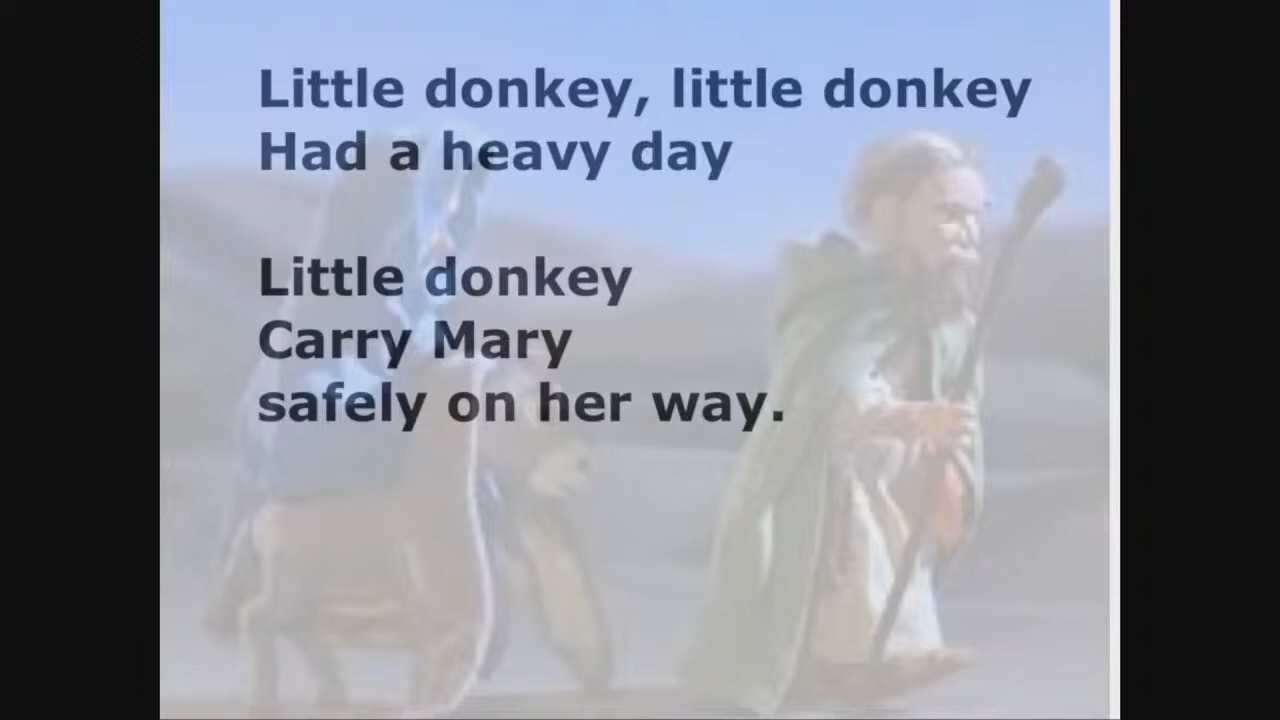 Little donkey, little donkey
Had a heavy day
Little donkey
Carry Mary
safely on her way.